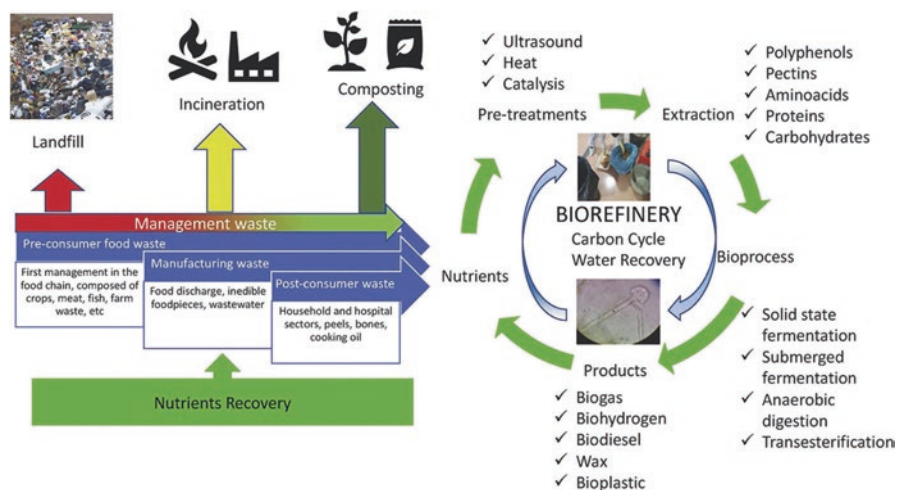 Landfill
Incineration
Composting
Management waste
Pre-consumer food waste
First management in the
food chain, composed of
crops, meat, fish, farm
waste, etc
Manufacturing waste
Food discharge, inedible
foodpieces, wastewater
Post-consumer waste
Household and hospital
sectors, peels, bones,
cooking oil
Nutrients Recovery
✓ Ultrasound
✓ Heat
✓ Catalysis
Pre-treatments
Extraction
✓ Polyphenols
✓ Pectins
✓ Aminoacids
✓ Proteins
✓ Carbohydrates
BIOREFINERY
Carbon Cycle
Water Recovery
Nutrients
Bioprocess
✓ Solid state
fermentation
✓ Submerged
fermentation
✓ Anaerobic
digestion
✓ Transesterification
Products
✓ Biogas
✓ Biohydrogen
✓ Biodiesel
✓ Wax
✓ Bioplastic